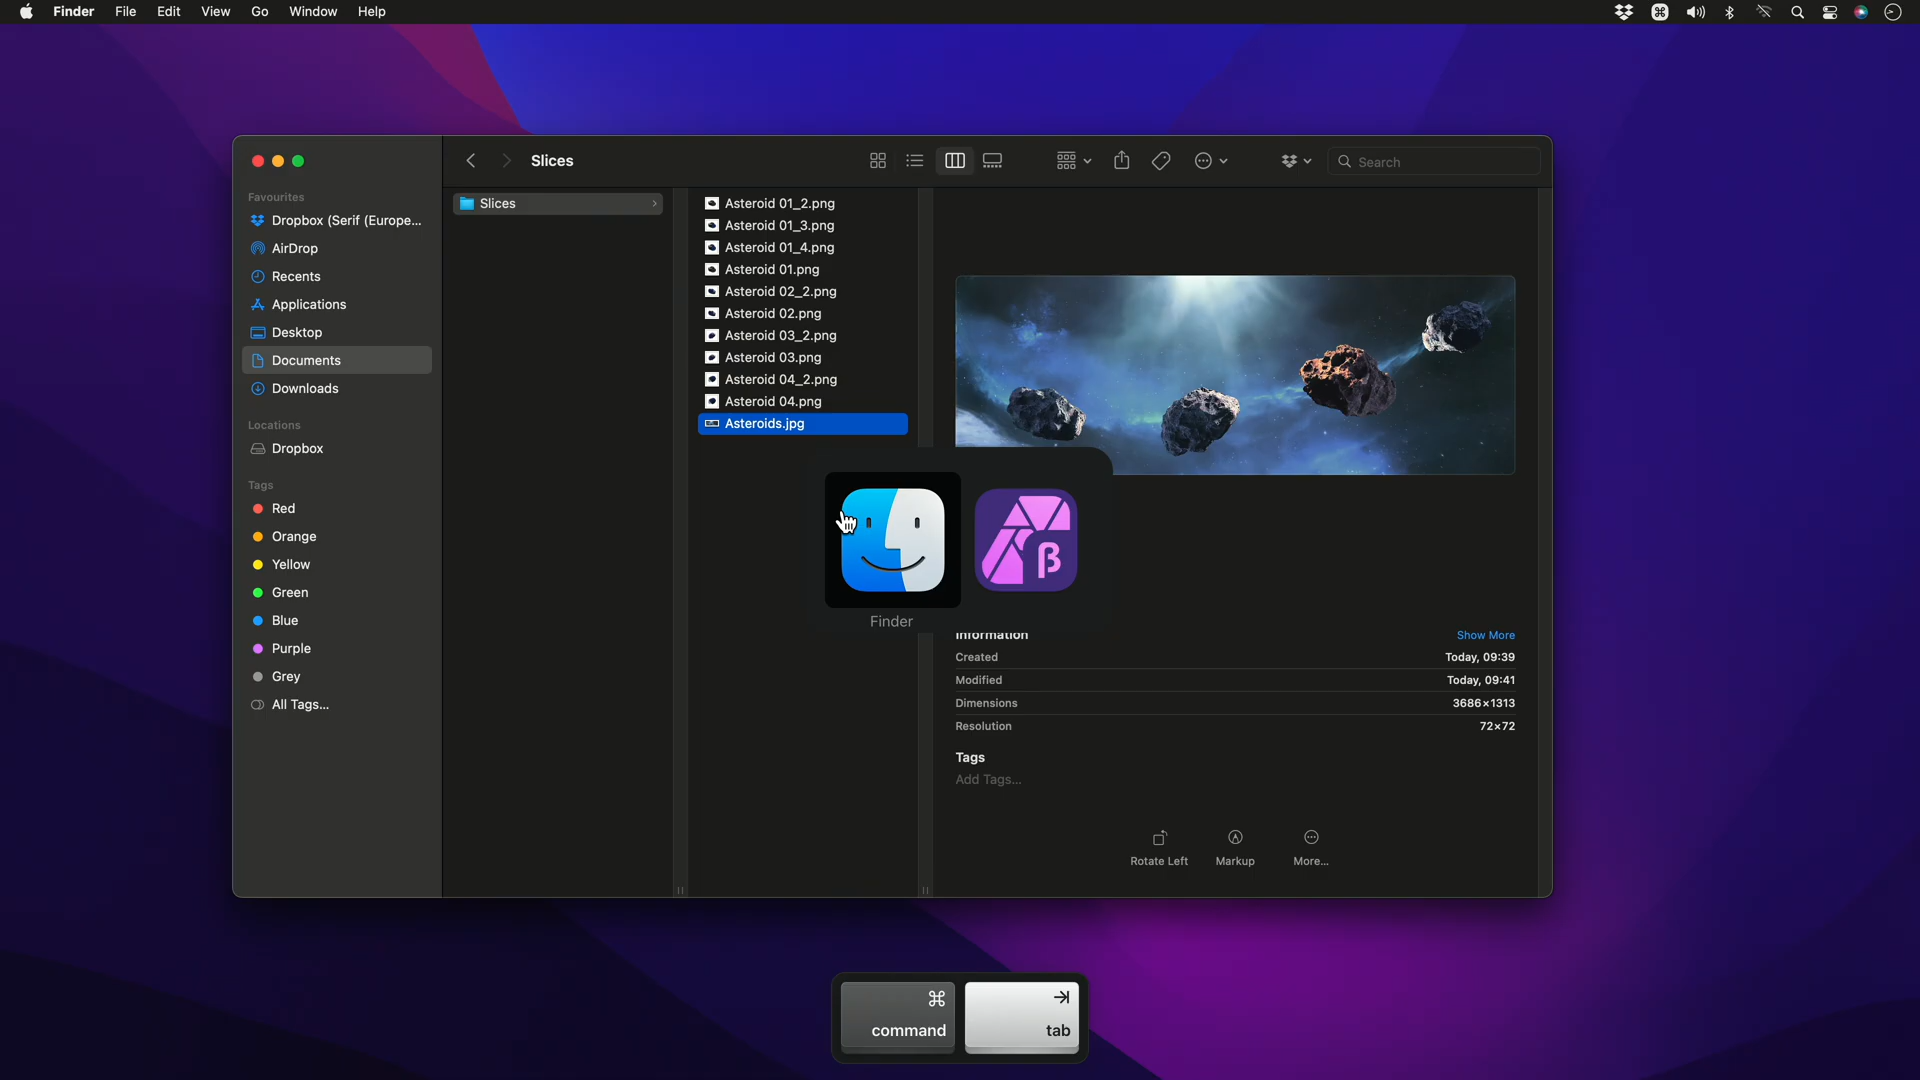 Finder File Edit View Go Window Help
Slices
Search
Favourites
Dropbox (Serif (Europe...
AirDrop
Recents
Applications
Desktop
Documents
Downloads
Locations
Dropbox
Tags
Red
Orange
Yellow
Green
Blue
Purple
Grey
All Tags...
Slices
Asteroid 01_2.png
Asteroid 01_3.png
Asteroid 01_4.png
Asteroid 01.png
Asteroid 02_2.png
Asteroid 02.png
Asteroid 03_2.png
Asteroid 03.png
Asteroid 04_2.png
Asteroid 04.png
Asteroids.jpg
β
Finder
Information Show More
Created Today, 09:39
Modified Today, 09:41
Dimensions 3686×1313
Resolution 72×72
Tags
Add Tags...
Rotate Left Markup More...
⌘ command
tab